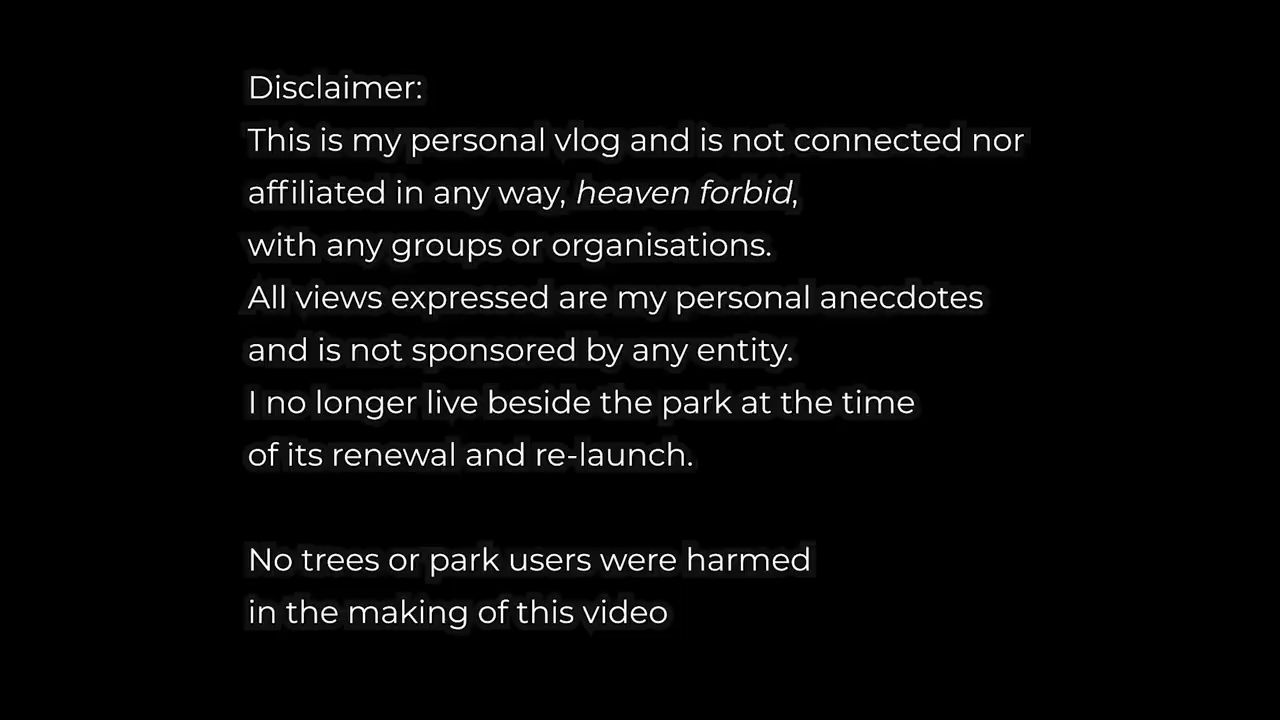 Disclaimer:
This is my personal vlog and is not connected nor
affiliated in any way, heaven forbid,
with any groups or organisations.
All views expressed are my personal anecdotes
and is not sponsored by any entity.
I no longer live beside the park at the time
of its renewal and re-launch.
No trees or park users were harmed
in the making of this video